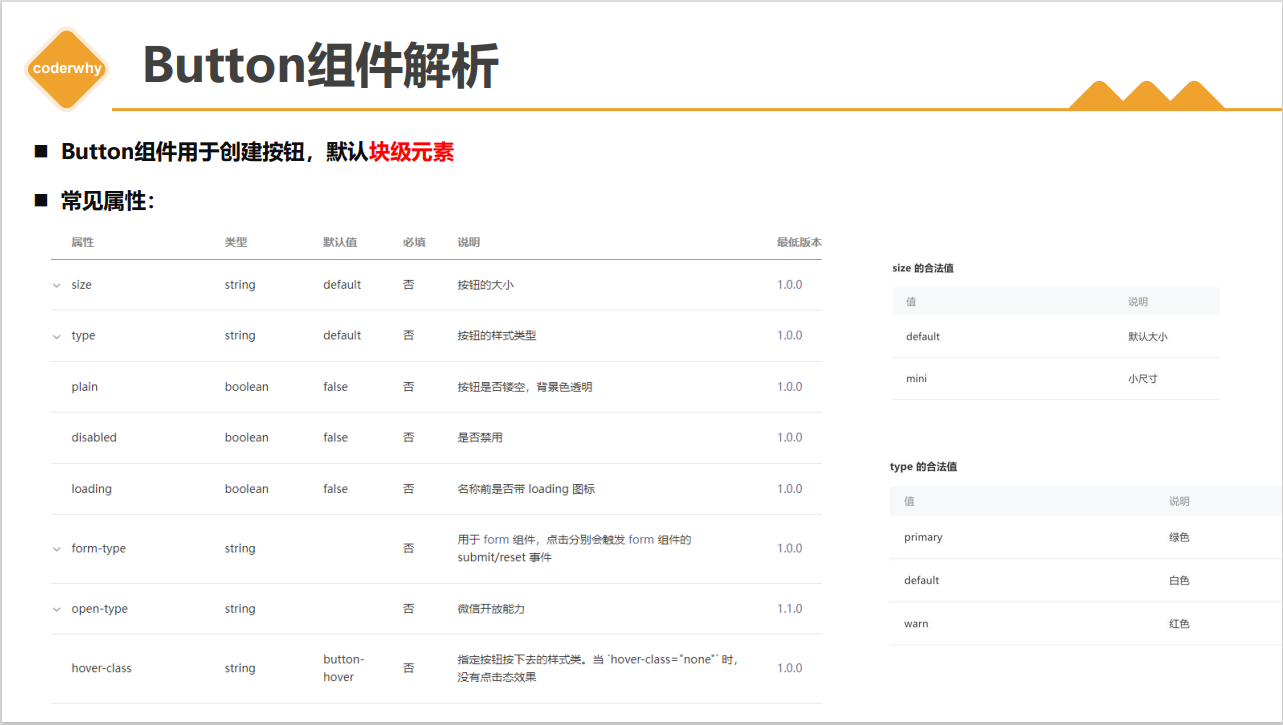 coderwhy
Button组件解析
Button组件用于创建按钮，默认块级元素
常见属性：
属性 类型 默认值 必填 说明 最低版本
size string default 否 按钮的大小 1.0.0
type string default 否 按钮的样式类型 1.0.0
plain boolean false 否 按钮是否镂空，背景色透明 1.0.0
disabled boolean false 否 是否禁用 1.0.0
loading boolean false 否 名称前是否带 loading 图标 1.0.0
form-type string 否 用于 form 组件，点击分别会触发 form 组件的 1.0.0
submit/reset 事件
open-type string 否 微信开放能力 1.1.0
hover-class string button- 否 指定按钮按下去的样式类。当 `hover-class="none"` 时， 1.0.0
hover 没有点击态效果
size 的合法值
值 说明
default 默认大小
mini 小尺寸
type 的合法值
值 说明
primary 绿色
default 白色
warn 红色